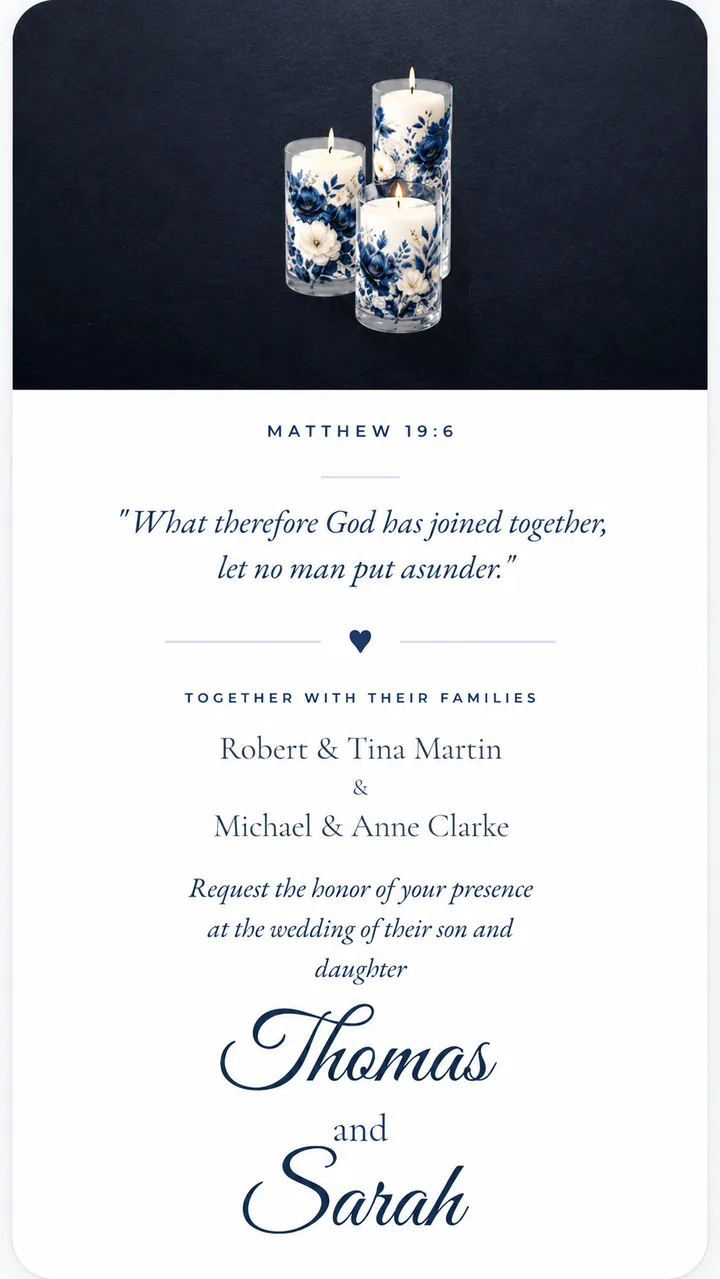 MATTHEW 19:6
"What therefore God has joined together,
let no man put asunder."
TOGETHER WITH THEIR FAMILIES
Robert & Tina Martin
&
Michael & Anne Clarke
Request the honor of your presence
at the wedding of their son and
daughter
Thomas
and
Sarah